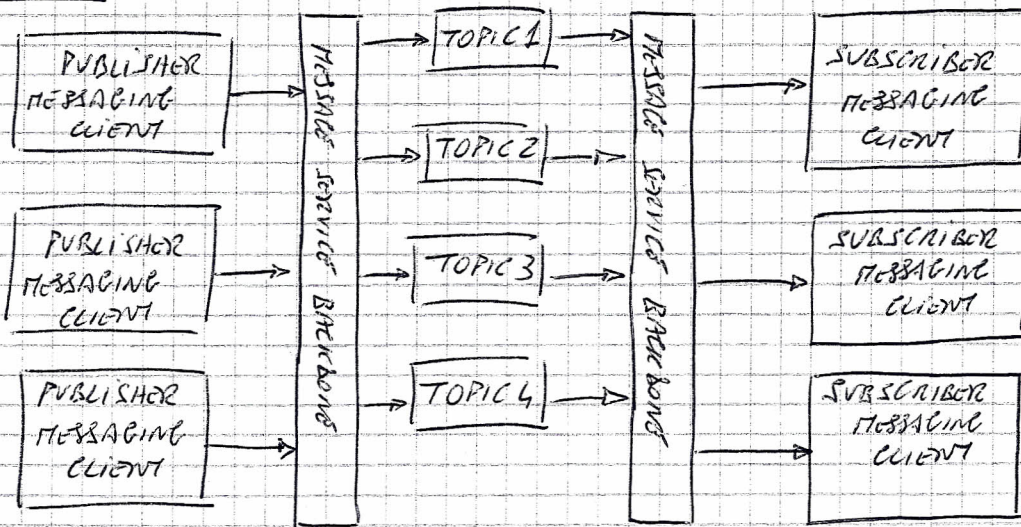 PUBLISHER
MESSAGING
CLIENT
PUBLISHER
MESSAGING
CLIENT
PUBLISHER
MESSAGING
CLIENT
MESSAGE SERVICE BACKBONE
TOPIC 1
TOPIC 2
TOPIC 3
TOPIC 4
MESSAGE SERVICE BACKBONE
SUBSCRIBER
MESSAGING
CLIENT
SUBSCRIBER
MESSAGING
CLIENT
SUBSCRIBER
MESSAGING
CLIENT